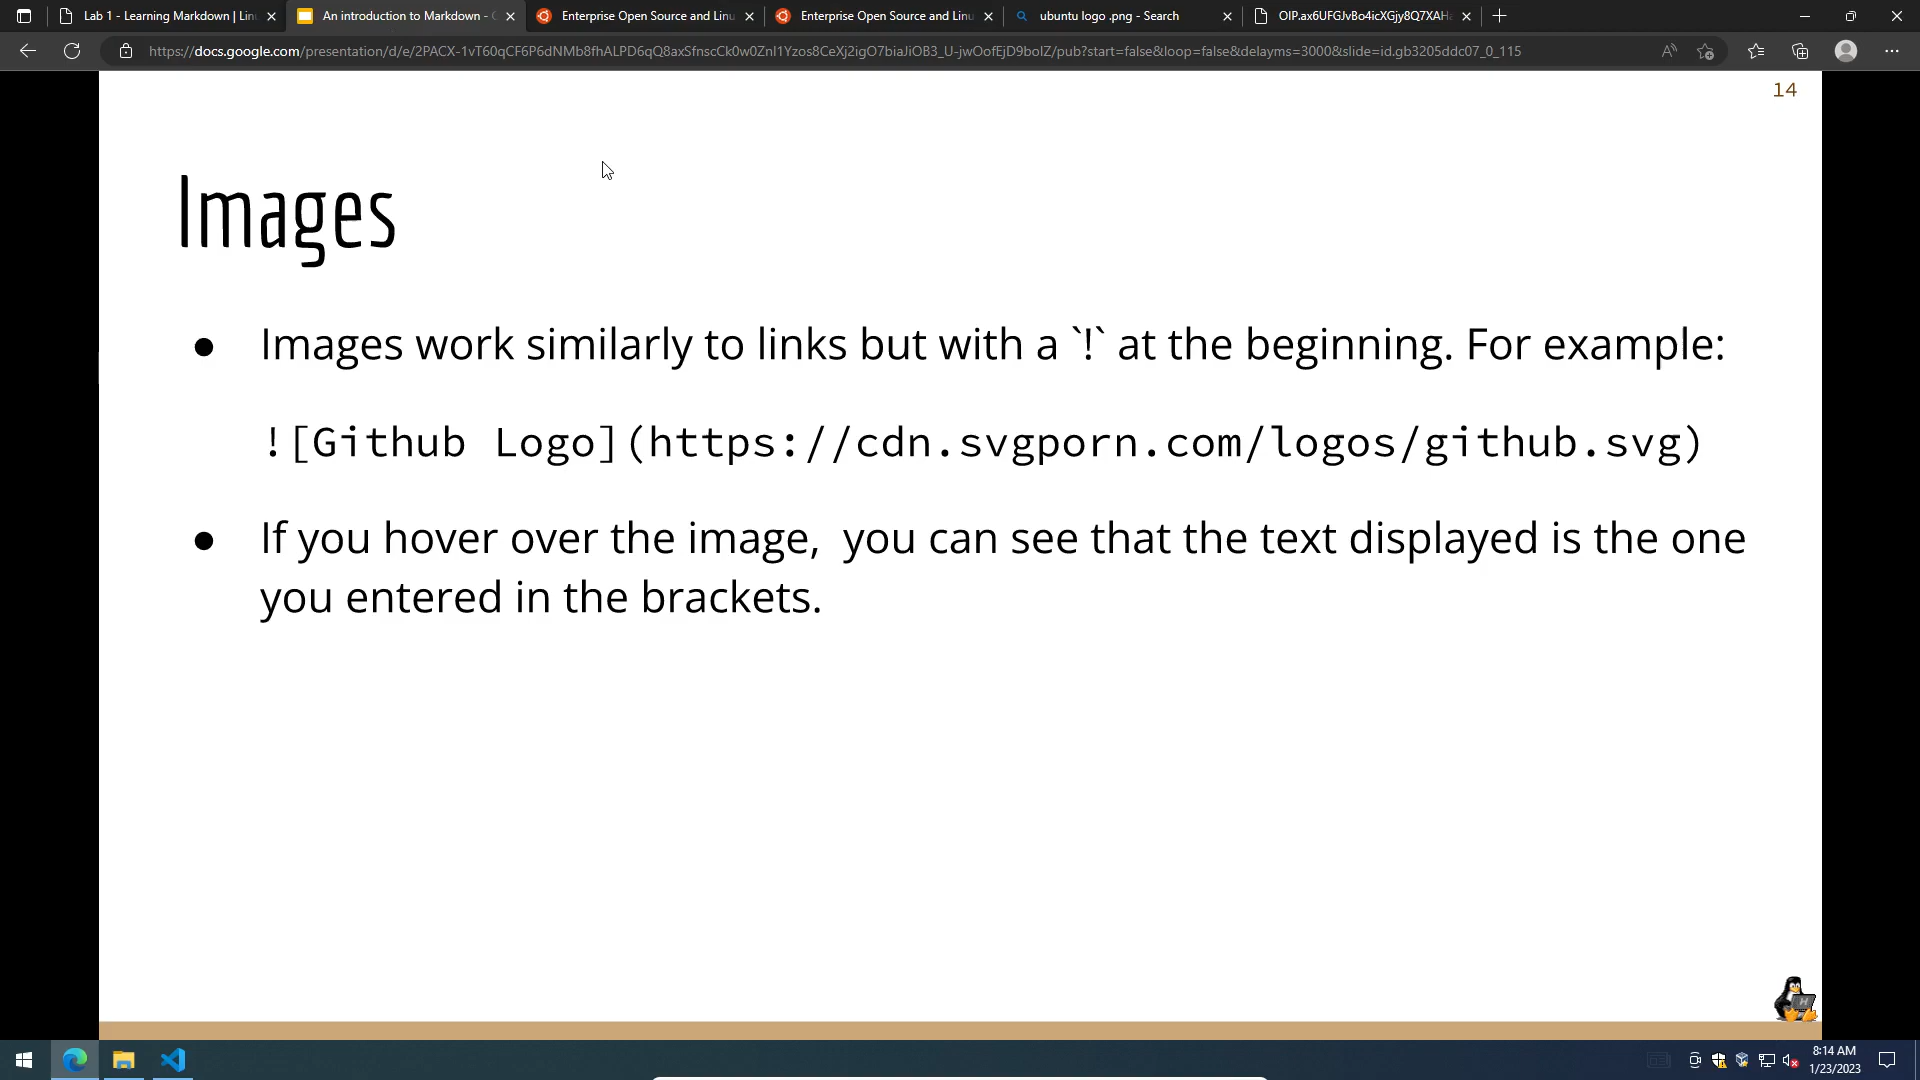 Lab 1 - Learning Markdown | Lin
An introduction to Markdown -
Enterprise Open Source and Linu
Enterprise Open Source and Linu
ubuntu logo .png - Search
OIP.ax6UFGJvBo4icXGjy8Q7XAHa
https://docs.google.com/presentation/d/e/2PACX-1vT60qCF6P6dNMb8fhALPD6qQ8axSfnscCk0w0Znl1Yzos8CeXj2igO7biaJiOB3_U-jwOofEjD9bolZ/pub?start=false&loop=false&delayms=3000&slide=id.gb3205ddc07_0_115
14
Images
● Images work similarly to links but with a `!` at the beginning. For example:
![Github Logo](https://cdn.svgporn.com/logos/github.svg)
● If you hover over the image,  you can see that the text displayed is the one
you entered in the brackets.
8:14 AM
1/23/2023